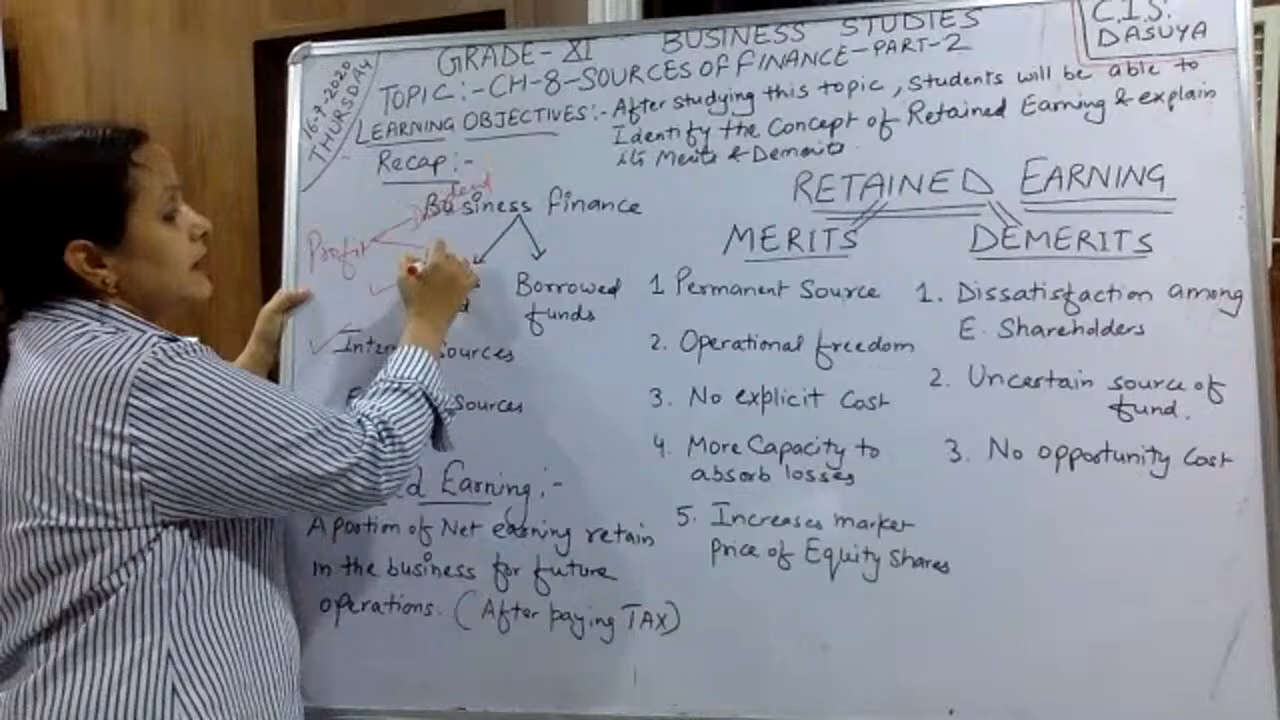 GRADE-XI BUSINESS STUDIES
C.I.S.
DASUYA
16-7-2020
THURSDAY
TOPIC:- CH-8-SOURCES OF FINANCE-PART-2
LEARNING OBJECTIVES:- After studying this topic, Students will be able to
Identify the Concept of Retained Earning & explain
its Merits & Demerits.
Recap:-
Business finance
Profit
Borrowed
funds
sources
Sources
Earning:-
A portion of Net earning retain
in the business for future
operations. (After paying TAX)
RETAINED EARNING
MERITS
1 Permanent Source
2. Operational freedom
3. No explicit Cost
4. More Capacity to
absorb losses
5. Increases market
price of Equity shares
DEMERITS
1. Dissatisfaction among
E. Shareholders
2. Uncertain source of
fund.
3. No opportunity Cost